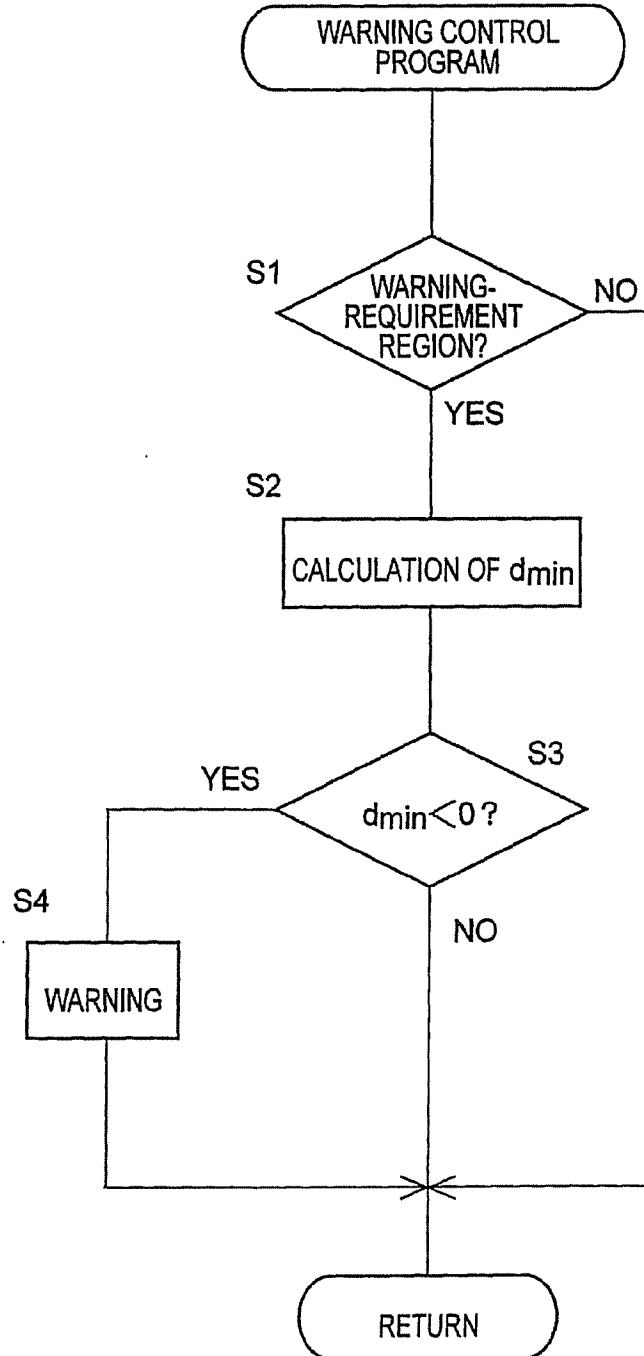 WARNING CONTROL
PROGRAM
S1
WARNING-
REQUIREMENT
REGION?
NO
YES
S2
CALCULATION OF dmin
S3
YES
dmin<0?
S4
NO
WARNING
RETURN